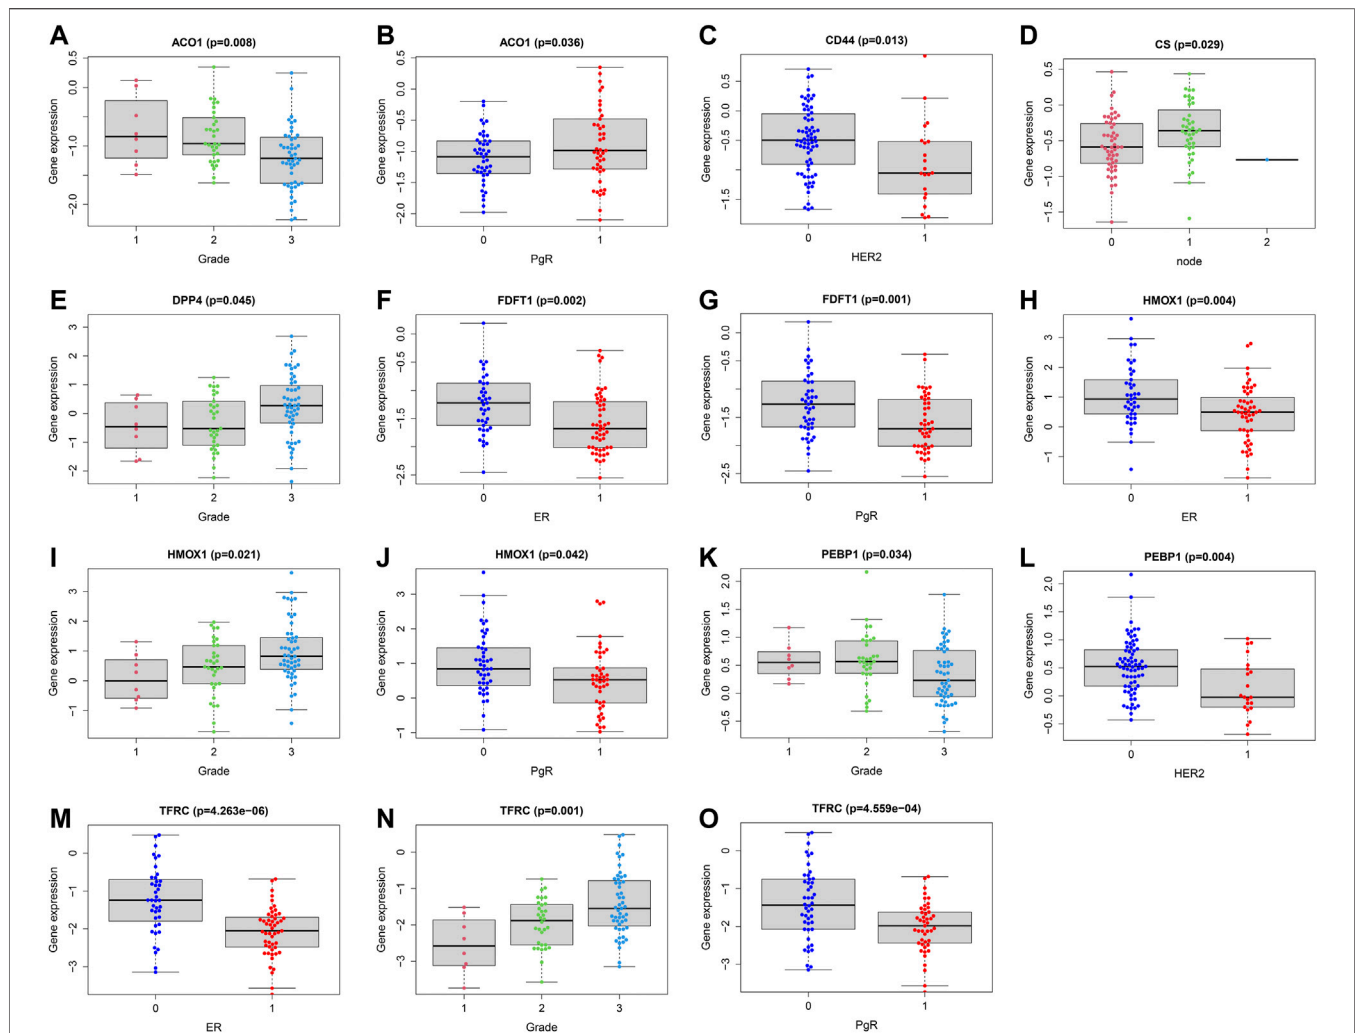 A
ACO1 (p=0.008)
Gene expression
0.5
0.0
−1.0
−2.0
1 2 3
Grade
B
ACO1 (p=0.036)
Gene expression
0.5
0.0
−0.5
−1.0
−1.5
−2.0
0 1
PgR
C
CD44 (p=0.013)
Gene expression
0.5
0.0
−0.5
−1.5
0 1
HER2
D
CS (p=0.029)
Gene expression
0.5
0.0
−0.5
−1.0
−1.5
0 1 2
node
E
DPP4 (p=0.045)
Gene expression
3
2
1
0
−1
−2
1 2 3
Grade
F
FDFT1 (p=0.002)
Gene expression
0.0
−0.5
−1.5
−2.5
0 1
ER
G
FDFT1 (p=0.001)
Gene expression
0.0
−0.5
−1.5
−2.5
0 1
PgR
H
HMOX1 (p=0.004)
Gene expression
3
2
1
0
−1
0 1
ER
I
HMOX1 (p=0.021)
Gene expression
3
2
1
0
−1
1 2 3
Grade
J
HMOX1 (p=0.042)
Gene expression
3
2
1
0
−1
0 1
PgR
K
PEBP1 (p=0.034)
Gene expression
2.0
1.5
1.0
0.5
0.0
−0.5
1 2 3
Grade
L
PEBP1 (p=0.004)
Gene expression
2.0
1.5
1.0
0.5
0.0
−0.5
0 1
HER2
M
TFRC (p=4.263e−06)
Gene expression
0
−1
−2
−3
0 1
ER
N
TFRC (p=0.001)
Gene expression
0
−1
−2
−3
1 2 3
Grade
O
TFRC (p=4.559e−04)
Gene expression
0
−1
−2
−3
0 1
PgR